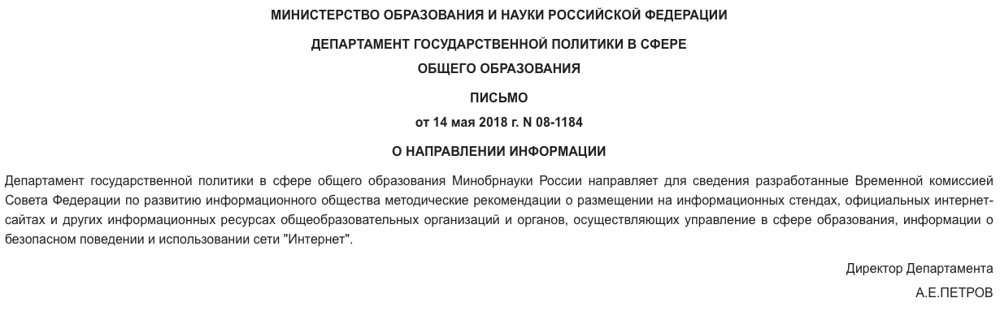 МИНИСТЕРСТВО ОБРАЗОВАНИЯ И НАУКИ РОССИЙСКОЙ ФЕДЕРАЦИИ
ДЕПАРТАМЕНТ ГОСУДАРСТВЕННОЙ ПОЛИТИКИ В СФЕРЕ
ОБЩЕГО ОБРАЗОВАНИЯ
ПИСЬМО
от 14 мая 2018 г. N 08-1184
О НАПРАВЛЕНИИ ИНФОРМАЦИИ
Департамент государственной политики в сфере общего образования Минобрнауки России направляет для сведения разработанные Временной комиссией
Совета Федерации по развитию информационного общества методические рекомендации о размещении на информационных стендах, официальных интернет-
сайтах и других информационных ресурсах общеобразовательных организаций и органов, осуществляющих управление в сфере образования, информации о
безопасном поведении и использовании сети "Интернет".
Директор Департамента
А.Е.ПЕТРОВ